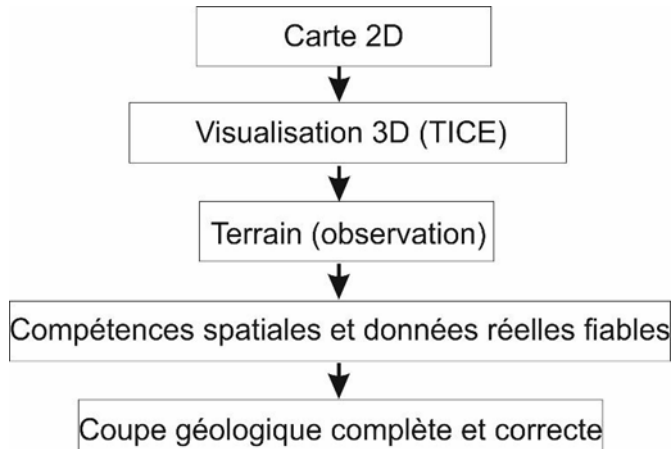 Carte 2D
Visualisation 3D (TICE)
Terrain (observation)
Compétences spatiales et données réelles fiables
Coupe géologique complète et correcte